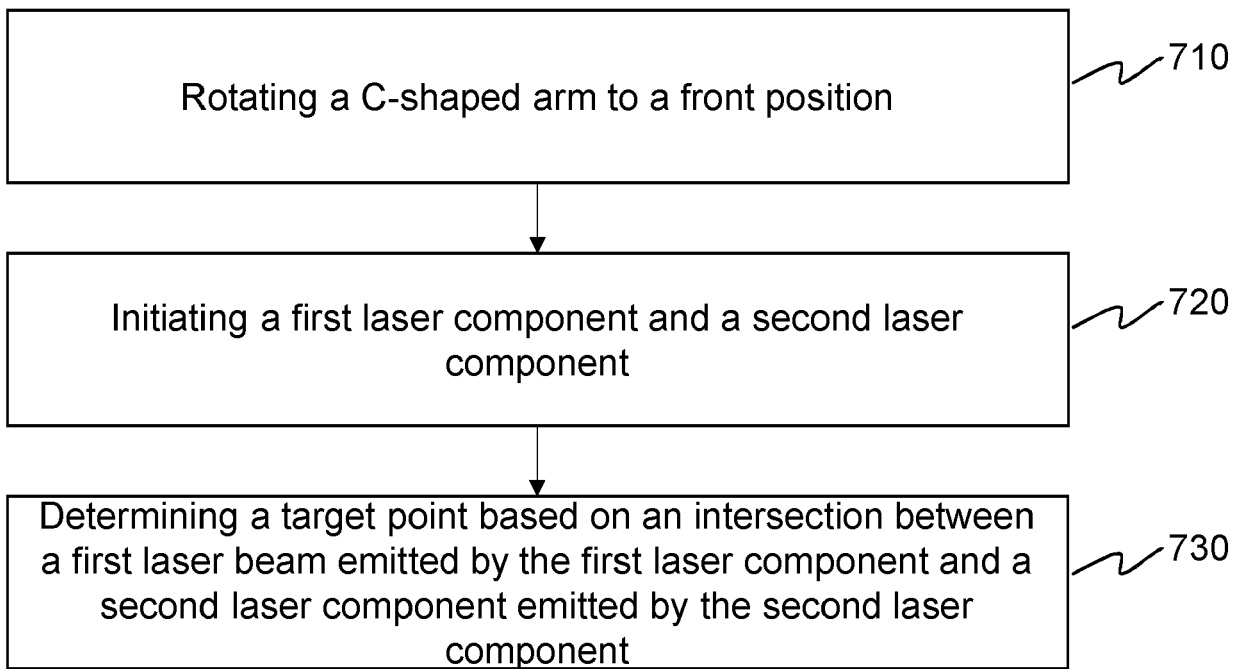 Rotating a C-shaped arm to a front position
710
Initiating a first laser component and a second laser
component
720
Determining a target point based on an intersection between
a first laser beam emitted by the first laser component and a
second laser component emitted by the second laser
component
730